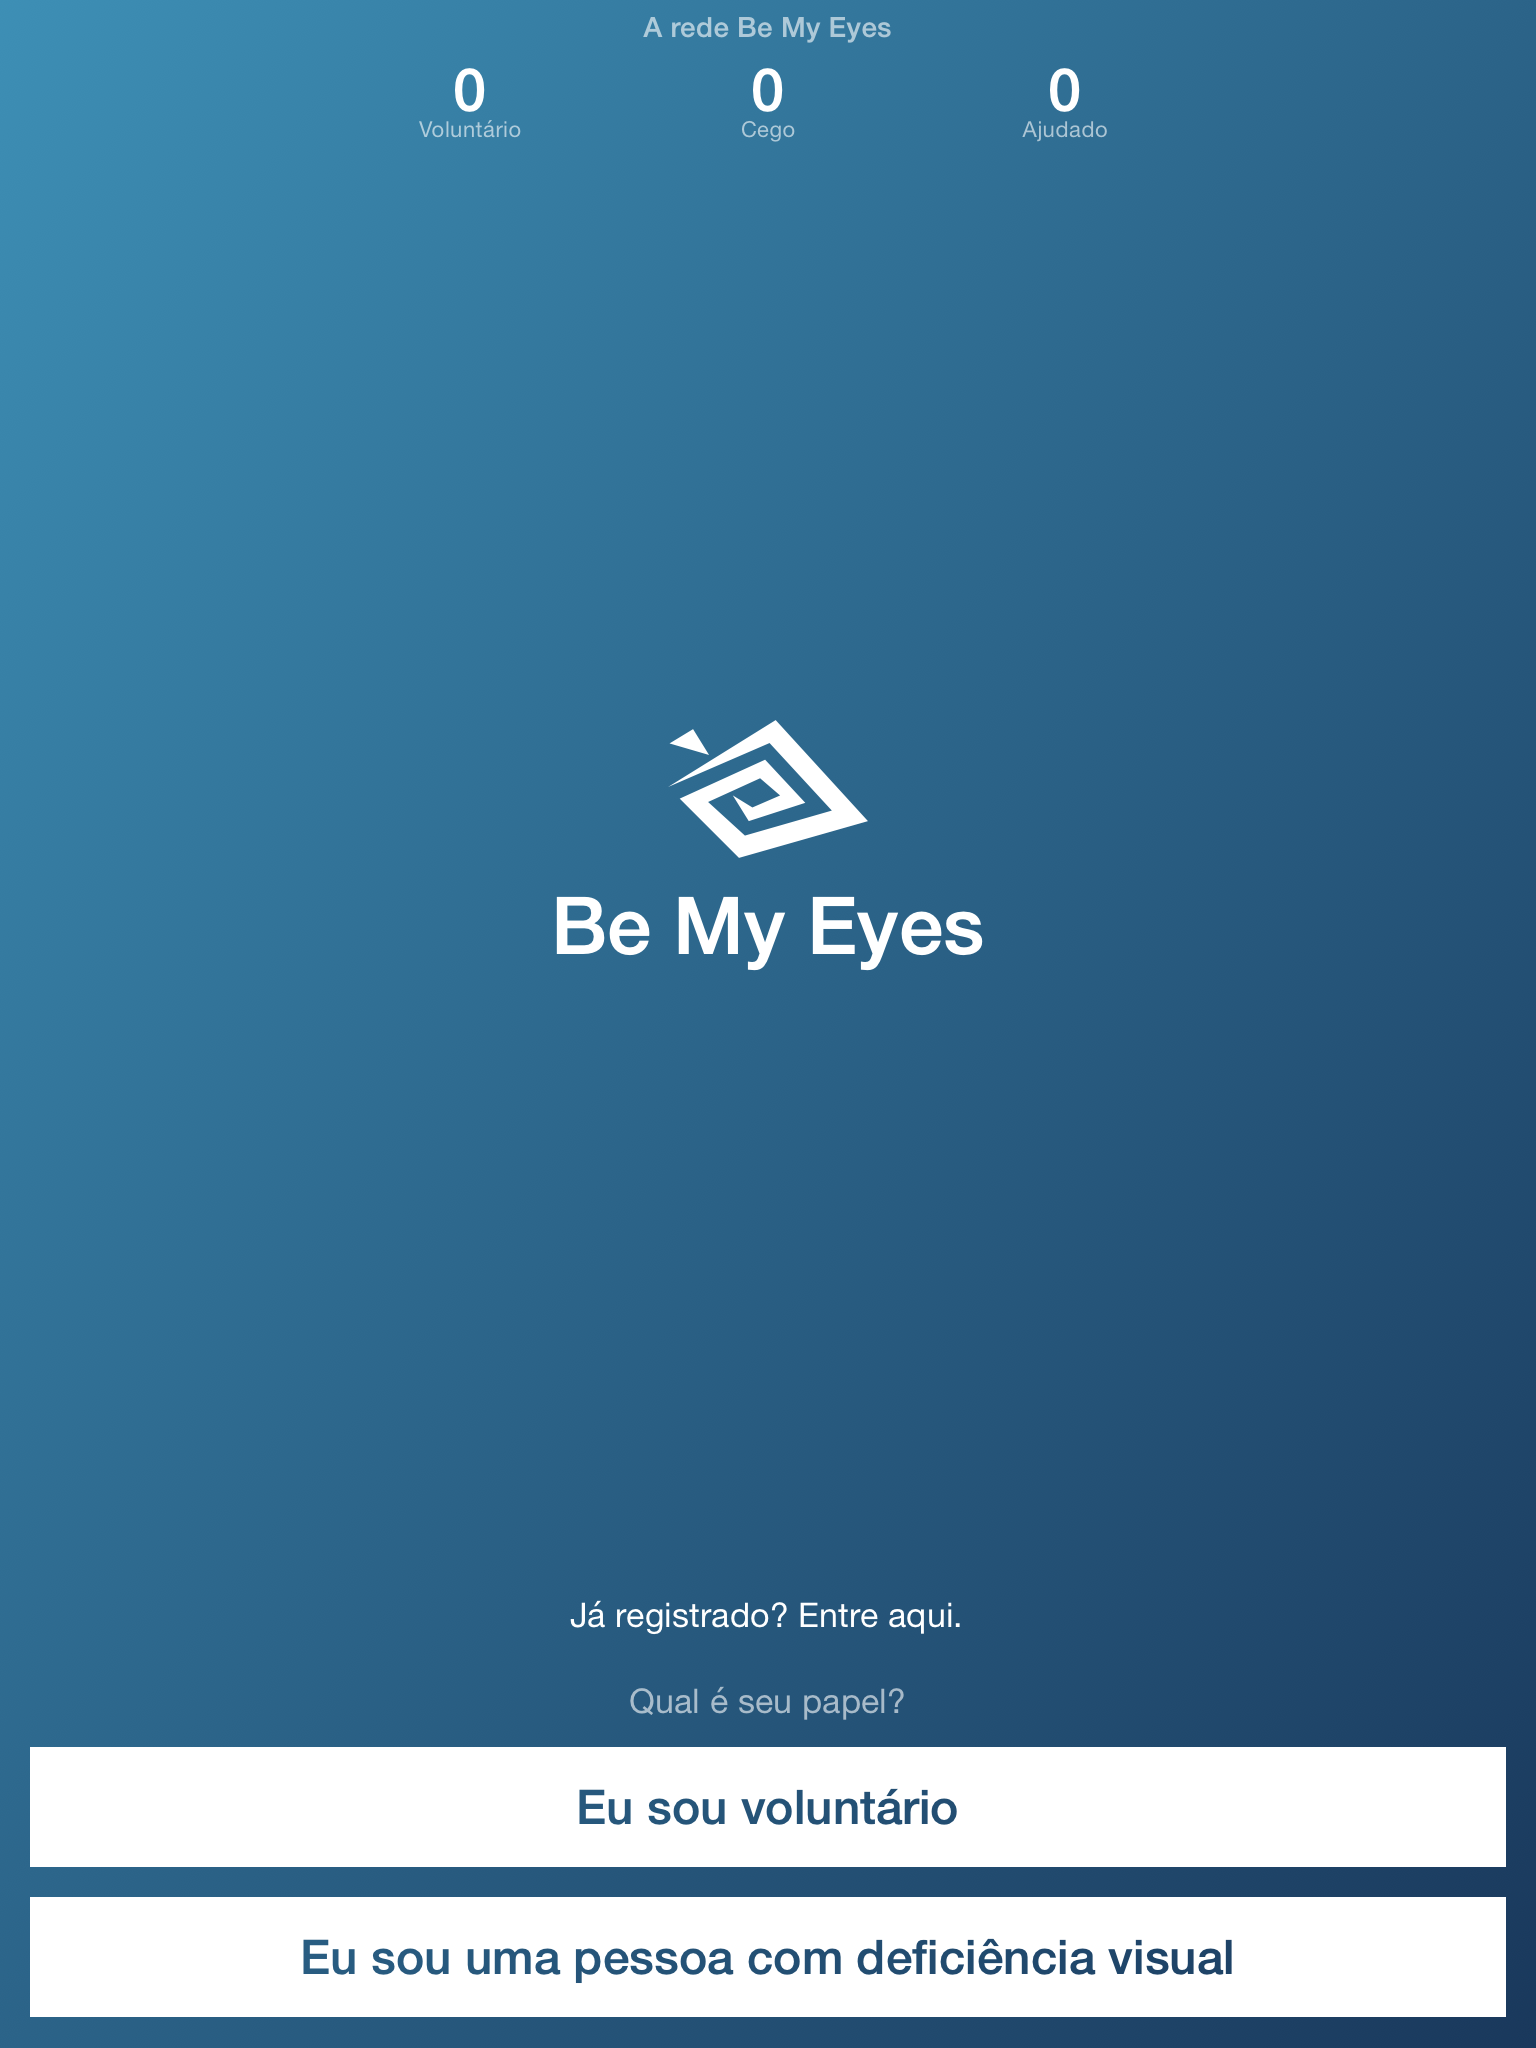 A rede Be My Eyes
0 0 0
Voluntário Cego Ajudado
Be My Eyes
Já registrado? Entre aqui.
Qual é seu papel?
Eu sou voluntário
Eu sou uma pessoa com deficiência visual